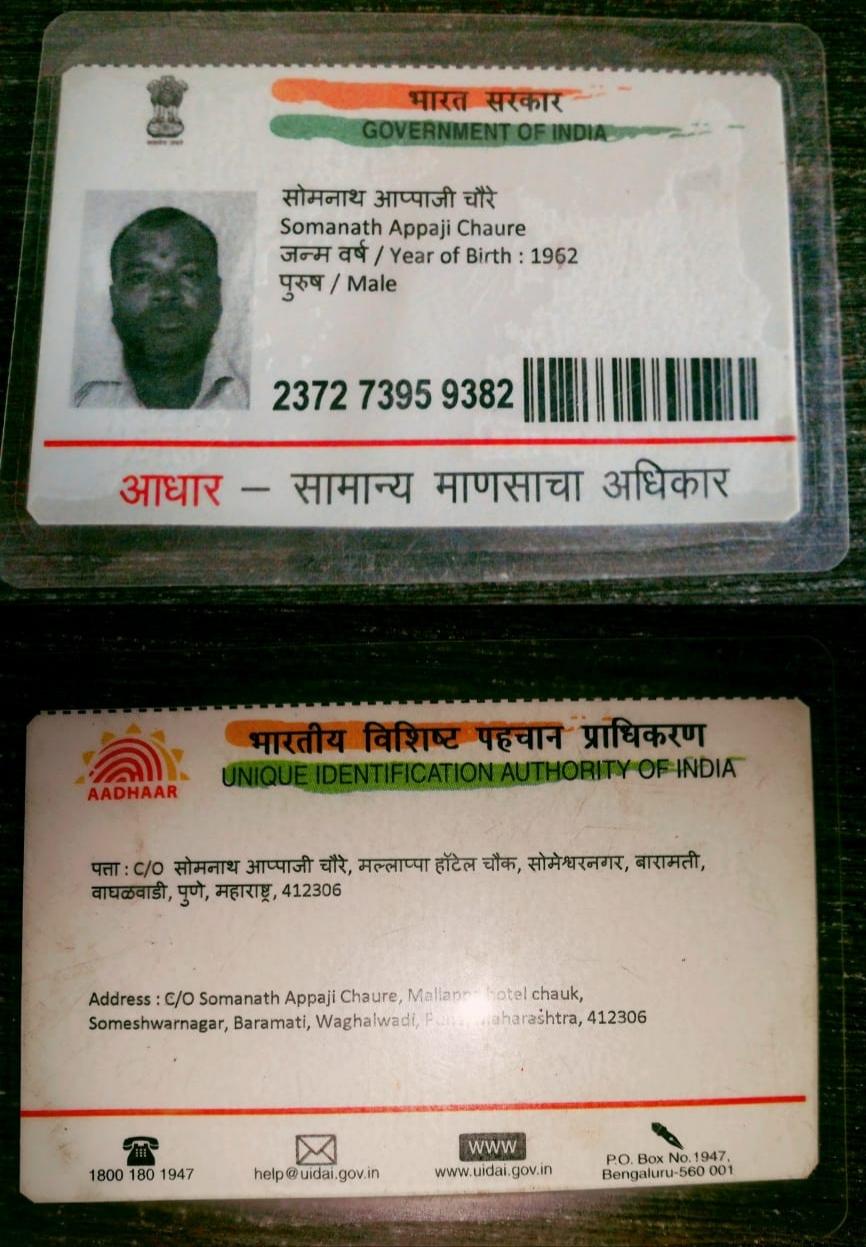 भारत सरकार
GOVERNMENT OF INDIA
सोमनाथ आप्पाजी चौरे
Somanath Appaji Chaure
जन्म वर्ष / Year of Birth : 1962
पुरुष / Male
2372 7395 9382
आधार – सामान्य माणसाचा अधिकार
भारतीय विशिष्ट पहचान प्राधिकरण
UNIQUE IDENTIFICATION AUTHORITY OF INDIA
AADHAAR
पत्ता : C/O सोमनाथ आप्पाजी चौरे, मल्लाप्पा हॉटेल चौक, सोमेश्वरनगर, बारामती,
वाघळवाडी, पुणे, महाराष्ट्र, 412306
Address : C/O Somanath Appaji Chaure, Mallappa hotel chauk,
Someshwarnagar, Baramati, Waghalwadi, Maharashtra, 412306
1800 180 1947
help@uidai.gov.in
WWW
www.uidai.gov.in
P.O. Box No.1947,
Bengaluru-560 001